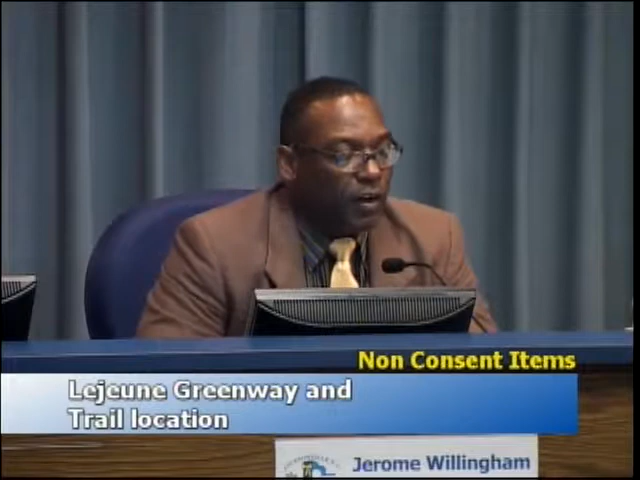 Non Consent Items
Lejeune Greenway and
Trail location
Jerome Willingham